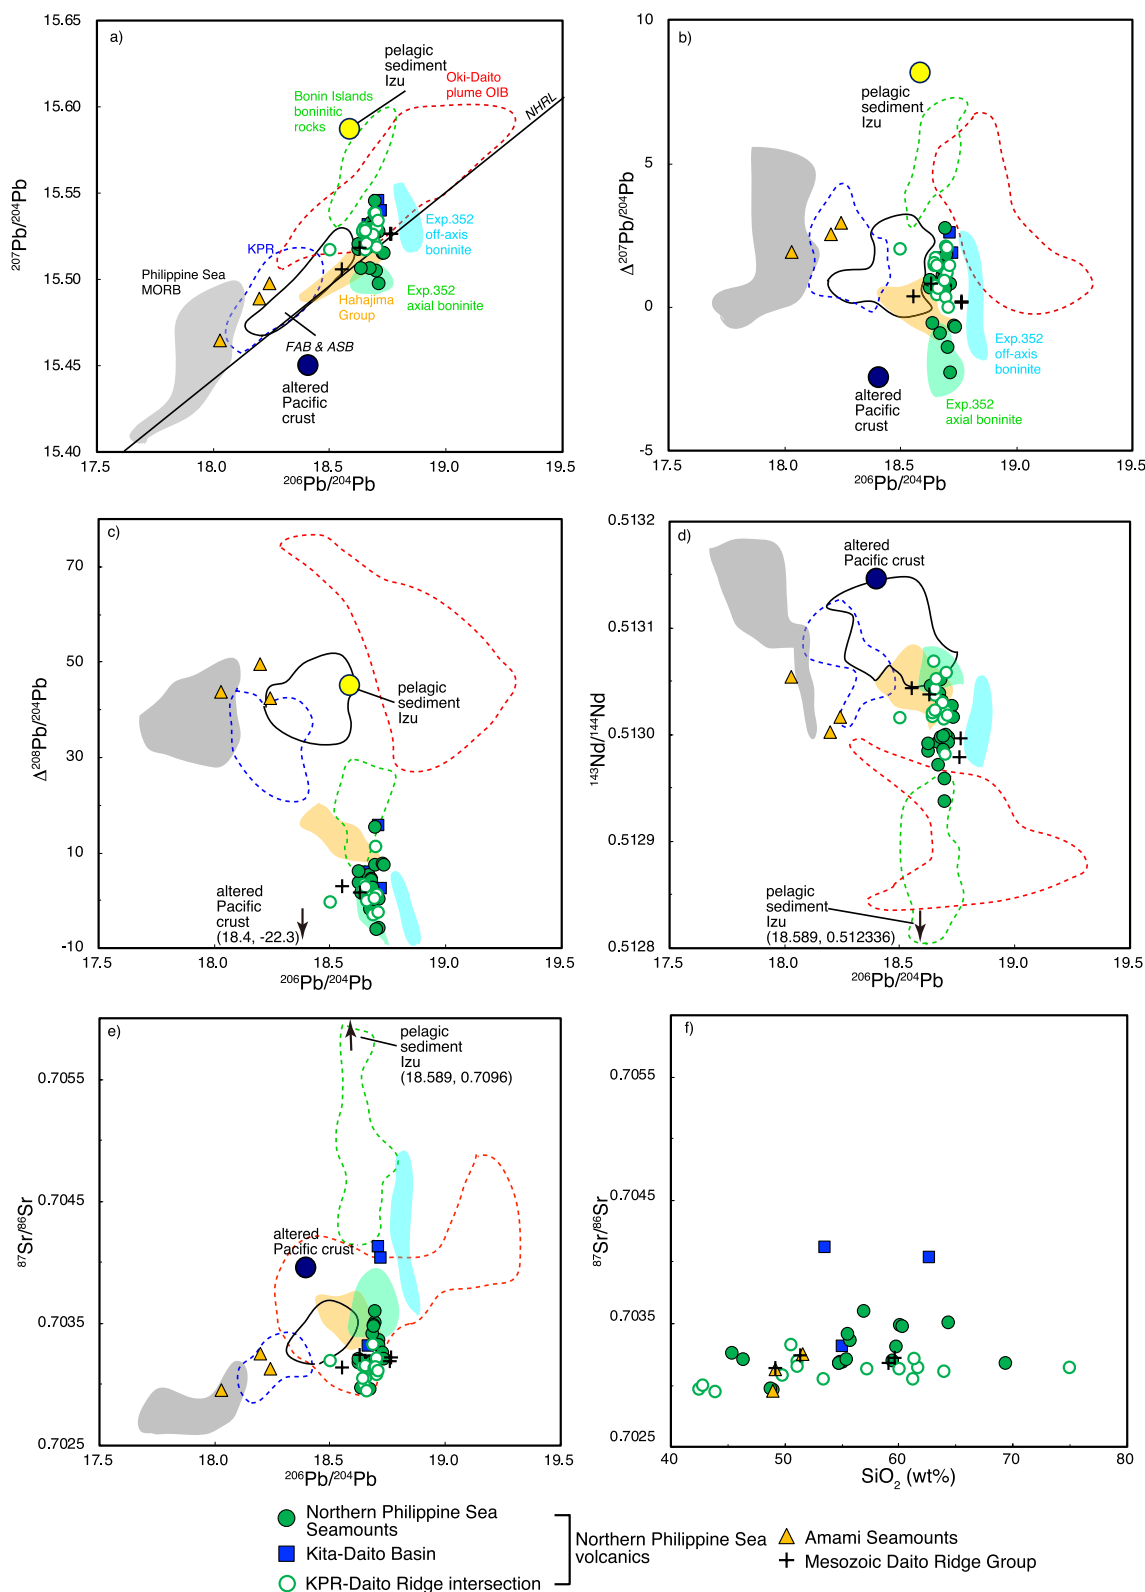 a)
15.65
15.60
15.55
15.50
15.45
15.40
²⁰⁷Pb/²⁰⁴Pb
pelagic
sediment
Izu
Bonin Islands
boninitic
rocks
Oki-Daito
plume OIB
NHRL
KPR
Exp.352
off-axis
boninite
Philippine Sea
MORB
Hahajima
Group
Exp.352
axial boninite
FAB & ASB
altered
Pacific
crust
17.5 18.0 18.5 19.0 19.5
²⁰⁶Pb/²⁰⁴Pb
b)
10
5
0
-5
Δ²⁰⁷Pb/²⁰⁴Pb
pelagic
sediment
Izu
Exp.352
off-axis
boninite
altered
Pacific
crust
Exp.352
axial boninite
17.5 18.0 18.5 19.0 19.5
²⁰⁶Pb/²⁰⁴Pb
c)
70
50
30
10
-10
Δ²⁰⁸Pb/²⁰⁴Pb
pelagic
sediment
Izu
altered
Pacific
crust
(18.4, -22.3)
17.5 18.0 18.5 19.0 19.5
²⁰⁶Pb/²⁰⁴Pb
d)
0.5132
0.5131
0.5130
0.5129
0.5128
¹⁴³Nd/¹⁴⁴Nd
altered
Pacific crust
pelagic
sediment
Izu
(18.589, 0.512336)
17.5 18.0 18.5 19.0 19.5
²⁰⁶Pb/²⁰⁴Pb
e)
0.7055
0.7045
0.7035
0.7025
⁸⁷Sr/⁸⁶Sr
pelagic
sediment
Izu
(18.589, 0.7096)
altered
Pacific crust
17.5 18.0 18.5 19.0 19.5
²⁰⁶Pb/²⁰⁴Pb
f)
0.7055
0.7045
0.7035
0.7025
⁸⁷Sr/⁸⁶Sr
40 50 60 70 80
SiO₂ (wt%)
Northern Philippine Sea
Seamounts
Kita-Daito Basin
KPR-Daito Ridge intersection
Northern Philippine Sea
volcanics
Amami Seamounts
Mesozoic Daito Ridge Group